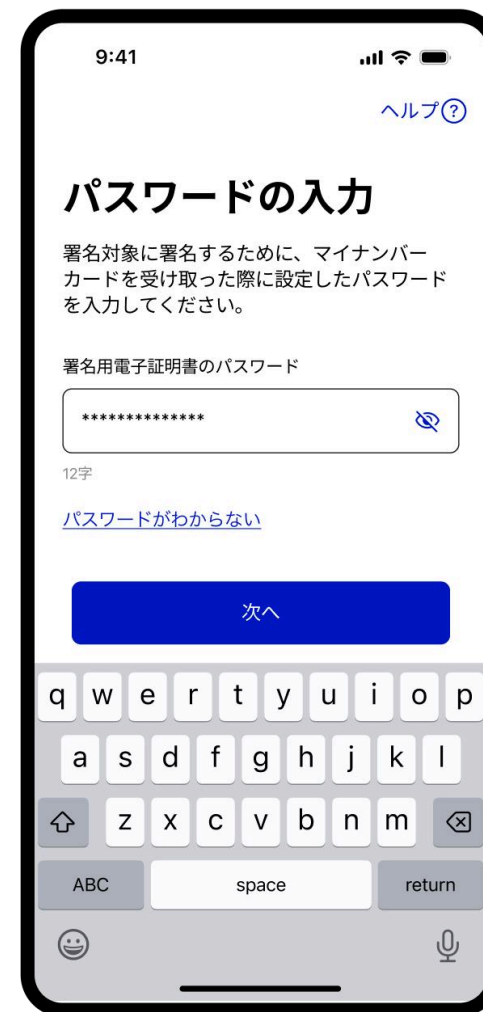 9:41
ヘルプ?
パスワードの入力
署名対象に署名するために、マイナンバー
カードを受け取った際に設定したパスワード
を入力してください。
署名用電子証明書のパスワード
**************
12字
パスワードがわからない
次へ
q w e r t y u i o p
a s d f g h j k l
z x c v b n m
ABC space return